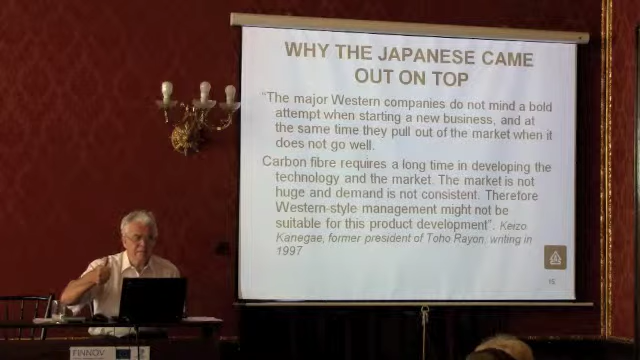 WHY THE JAPANESE CAME
OUT ON TOP
"The major Western companies do not mind a bold
attempt when starting a new business, and at
the same time they pull out of the market when it
does not go well.
Carbon fibre requires a long time in developing the
technology and the market. The market is not
huge and demand is not consistent. Therefore
Western-style management might not be
suitable for this product development". Keizo
Kanegae, former president of Toho Rayon, writing in
1997
15
FINNOV